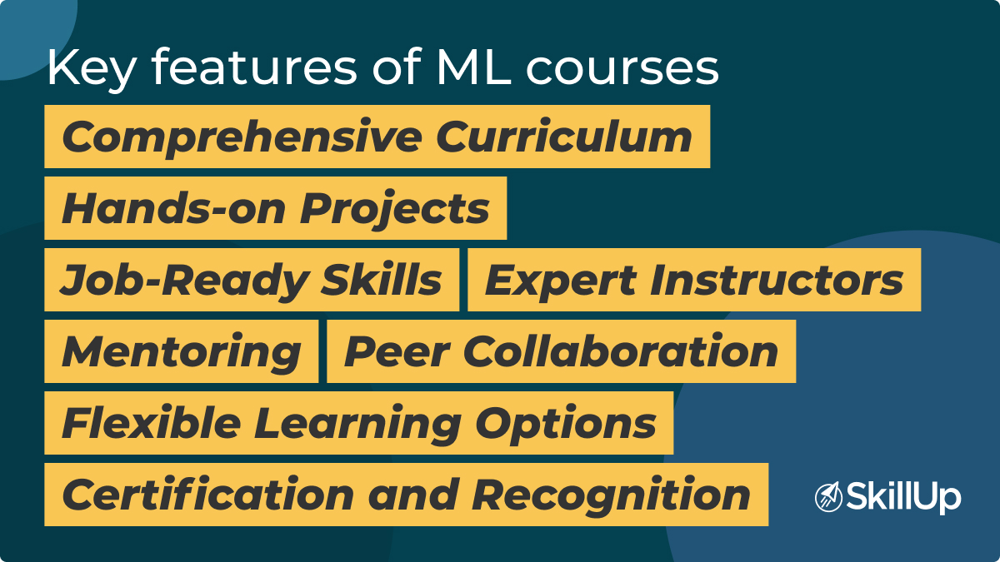 Key features of ML courses
Comprehensive Curriculum
Hands-on Projects
Job-Ready Skills Expert Instructors
Mentoring Peer Collaboration
Flexible Learning Options
Certification and Recognition
SkillUp